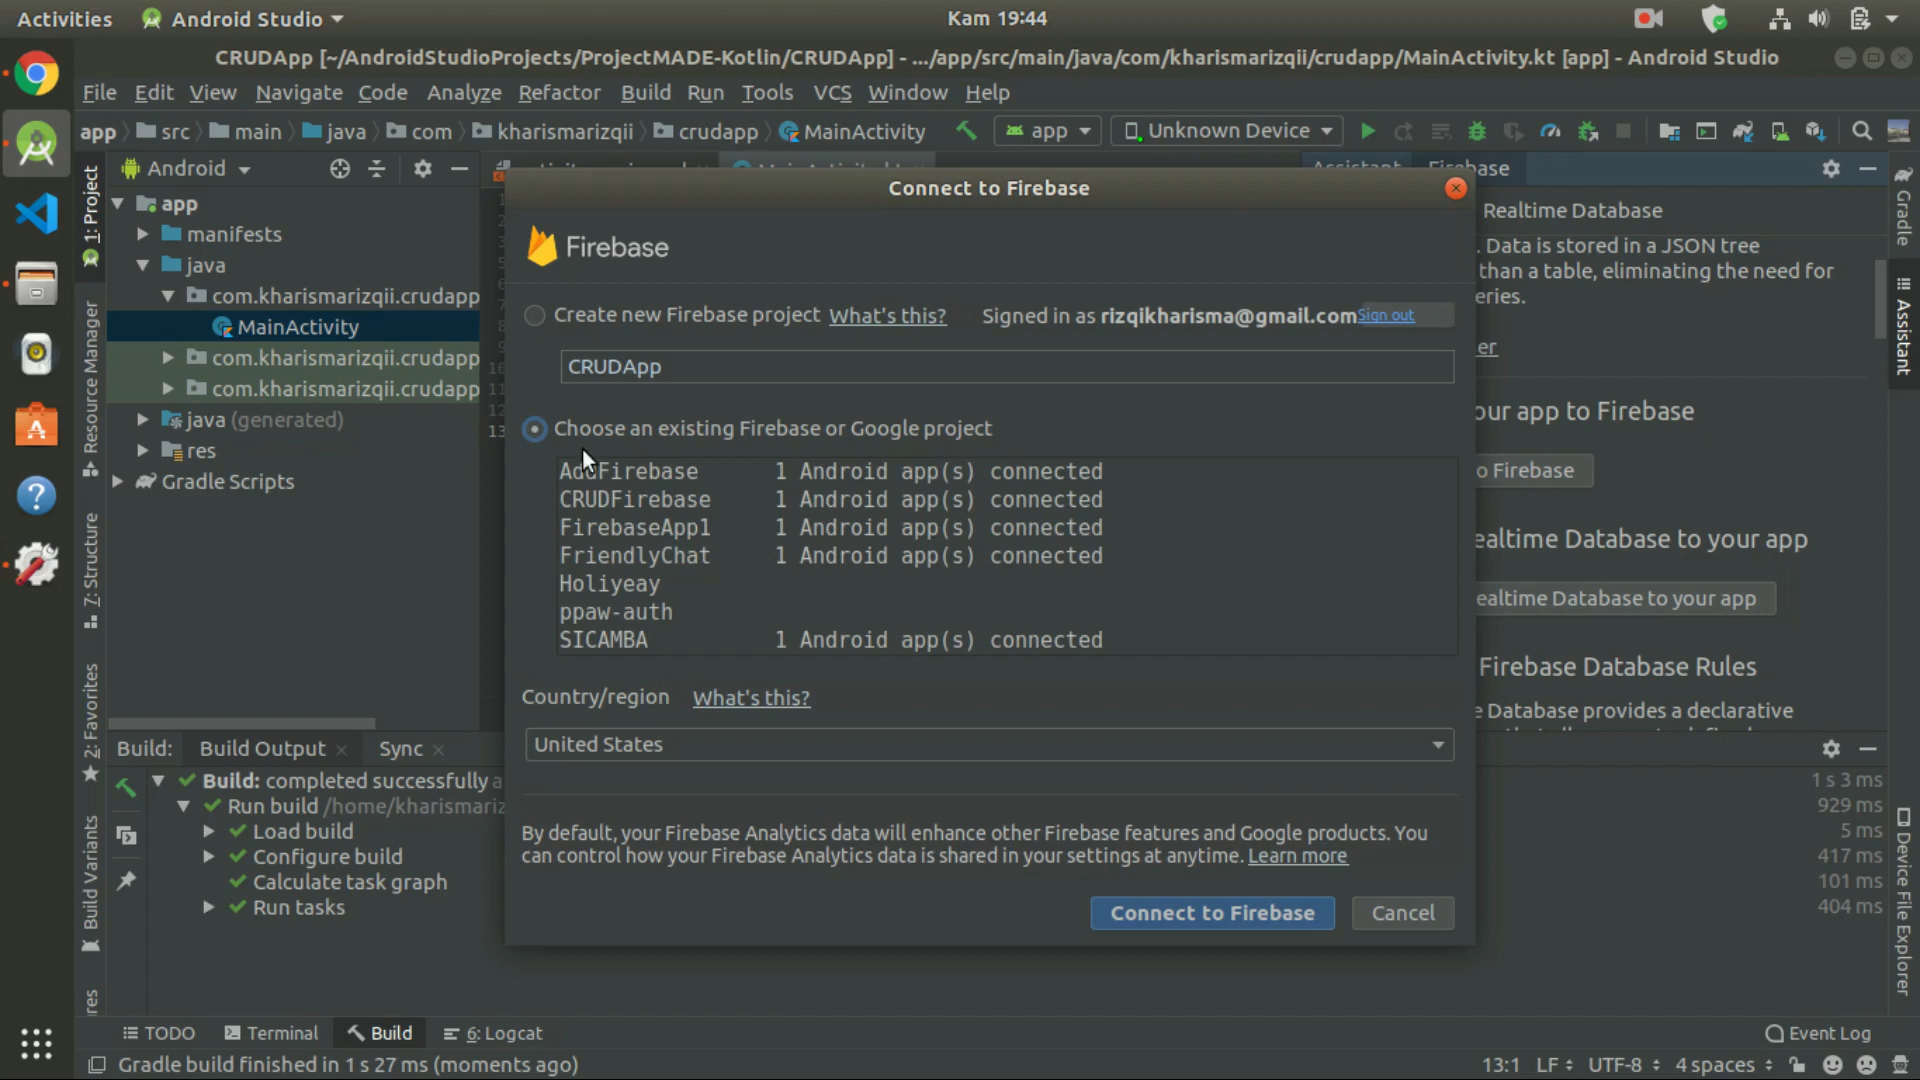 Activities
Android Studio
Kam 19:44
CRUDApp [~/AndroidStudioProjects/ProjectMADE-Kotlin/CRUDApp] - .../app/src/main/java/com/kharismarizqii/crudapp/MainActivity.kt [app] - Android Studio
File Edit View Navigate Code Analyze Refactor Build Run Tools VCS Window Help
app src main java com kharismarizqii crudapp MainActivity
app
Unknown Device
Android
Assistant
Firebase
1: Project
Resource Manager
7: Structure
2: Favorites
Build Variants
app
manifests
java
com.kharismarizqii.crudapp
MainActivity
com.kharismarizqii.crudapp
com.kharismarizqii.crudapp
java (generated)
res
Gradle Scripts
10
11
12
13
Connect to Firebase
Firebase
Create new Firebase project What's this? Signed in as rizqikharisma@gmail.com Sign out
CRUDApp
Choose an existing Firebase or Google project
AddFirebase 1 Android app(s) connected
CRUDFirebase 1 Android app(s) connected
FirebaseApp1 1 Android app(s) connected
FriendlyChat 1 Android app(s) connected
Holiyeay
ppaw-auth
SICAMBA 1 Android app(s) connected
Country/region What's this?
United States
By default, your Firebase Analytics data will enhance other Firebase features and Google products. You
can control how your Firebase Analytics data is shared in your settings at anytime. Learn more
Connect to Firebase
Cancel
Realtime Database
. Data is stored in a JSON tree
than a table, eliminating the need for
eries.
er
our app to Firebase
o Firebase
ealtime Database to your app
ealtime Database to your app
Firebase Database Rules
e Database provides a declarative
Gradle
Assistant
Device File Explorer
Build: Build Output Sync
Build: completed successfully a
1 s 3 ms
Run build /home/kharismariz
929 ms
Load build
5 ms
Configure build
417 ms
Calculate task graph
101 ms
Run tasks
404 ms
TODO
Terminal
Build
6: Logcat
Event Log
Gradle build finished in 1 s 27 ms (moments ago)
13:1 LF UTF-8 4 spaces